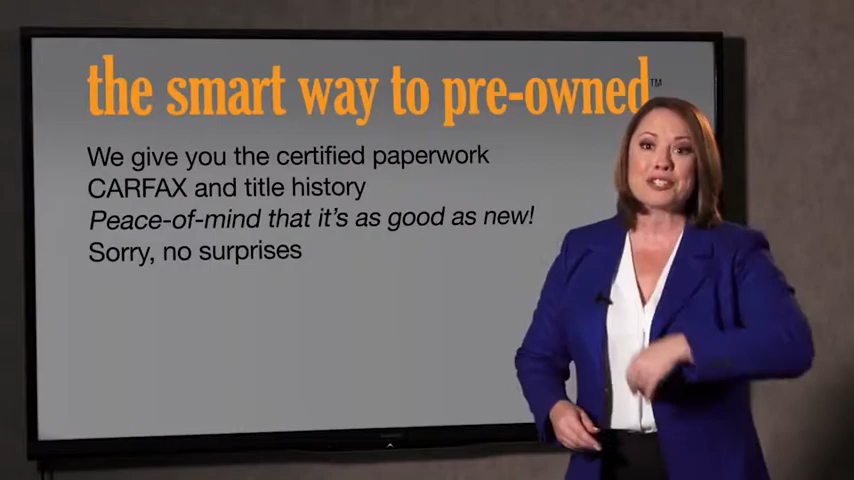 the smart way to pre-owned™
We give you the certified paperwork
CARFAX and title history
Peace-of-mind that it's as good as new!
Sorry, no surprises